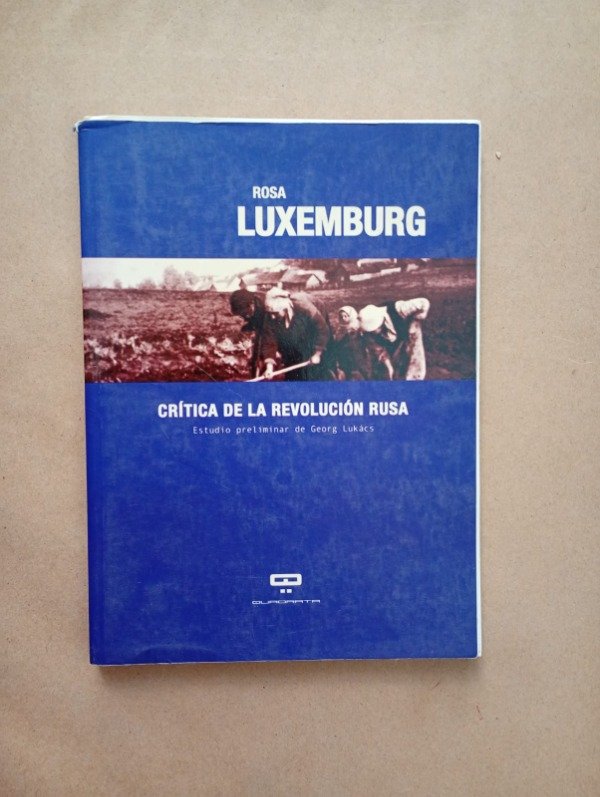 ROSA
LUXEMBURG
CRÍTICA DE LA REVOLUCIÓN RUSA
Estudio preliminar de Georg Lukács
QUADRATA